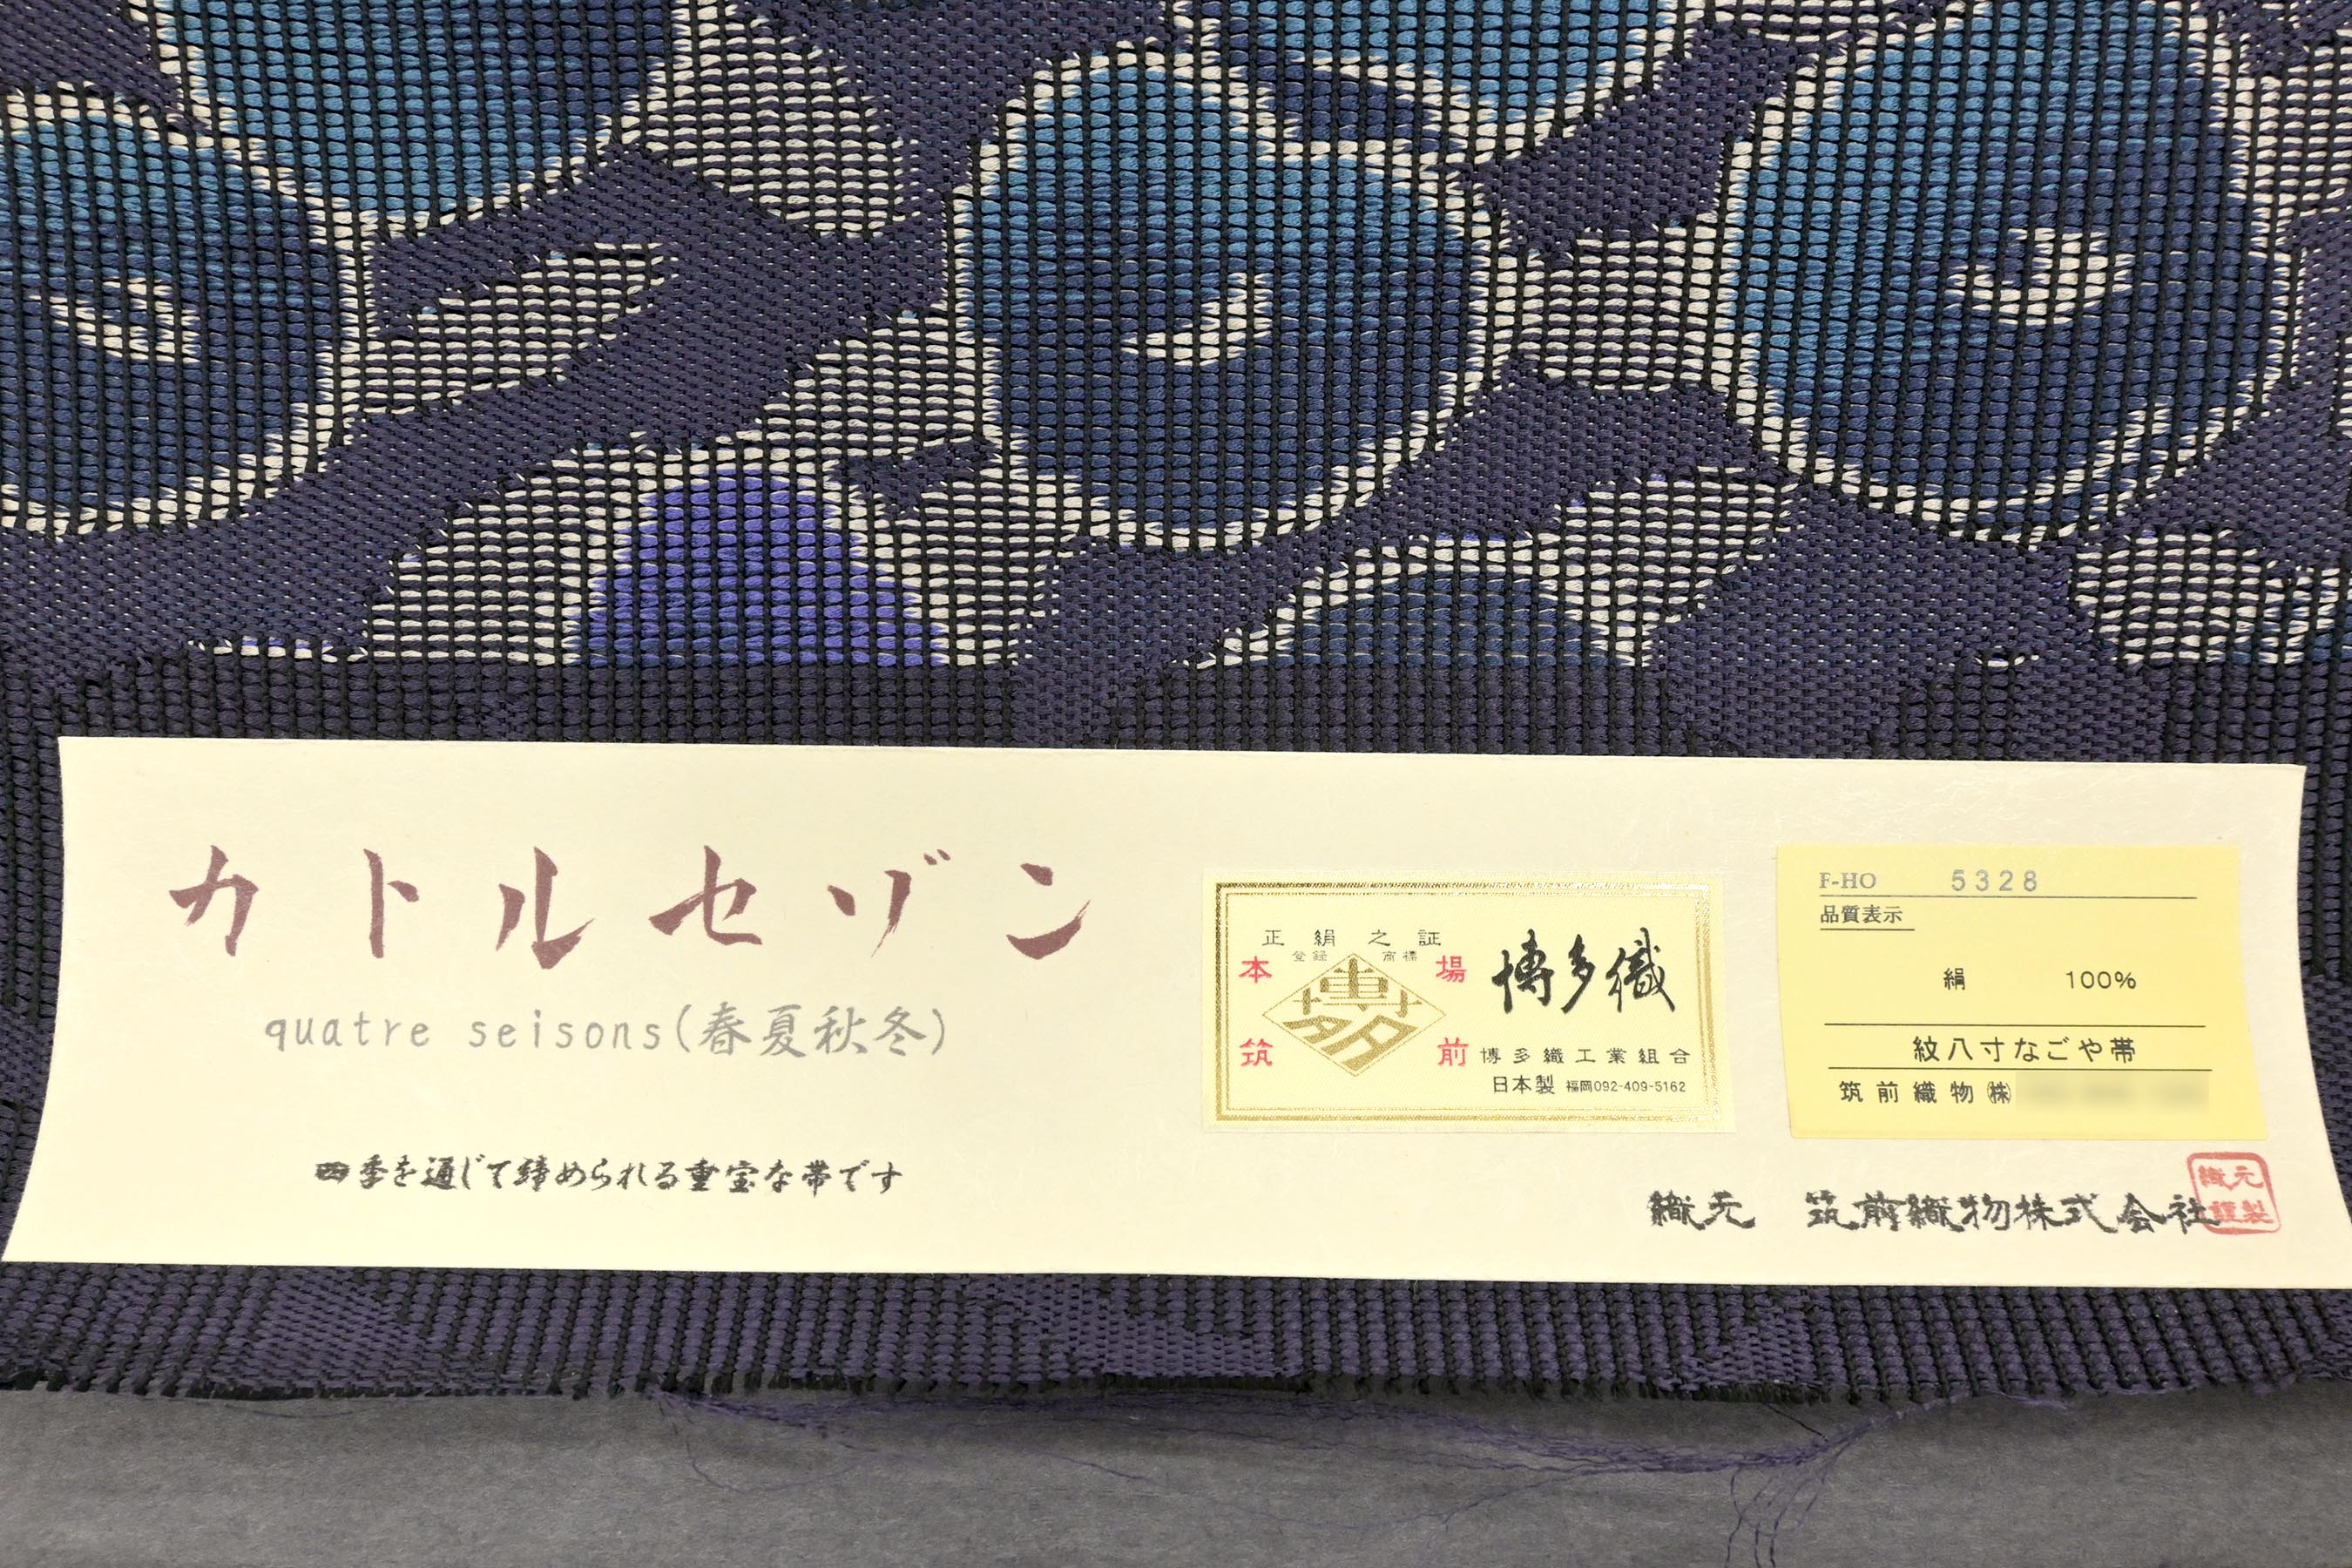 カトルセゾン
quatre seisons(春夏秋冬)
四季を通じて締められる重宝な帯です
正絹之証
登録 商標
本場
筑前
博多
博多織
博多織工業組合
日本製 福岡092-409-5162
F-HO 5328
品質表示
絹 100%
紋八寸なごや帯
筑前織物㈱
織元 筑前織物株式会社
織元
謹製